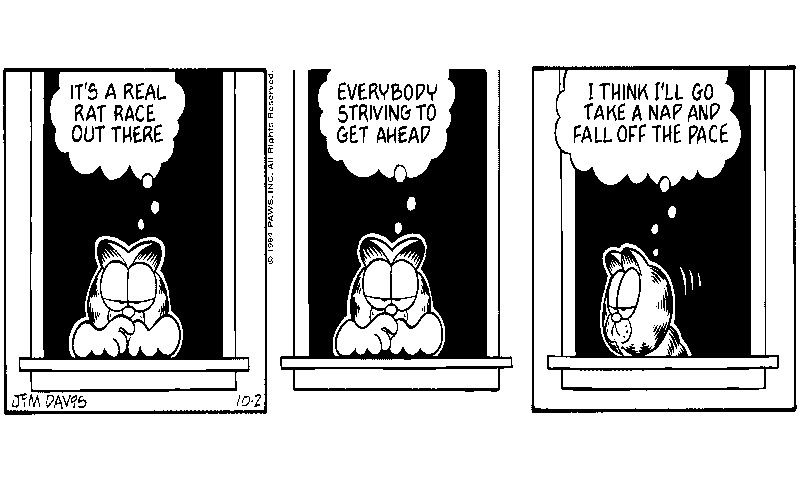 IT'S A REAL
RAT RACE
OUT THERE
© 1984 PAWS, INC. All Rights Reserved.
JIM DAVIS
10-2
EVERYBODY
STRIVING TO
GET AHEAD
I THINK I'LL GO
TAKE A NAP AND
FALL OFF THE PACE